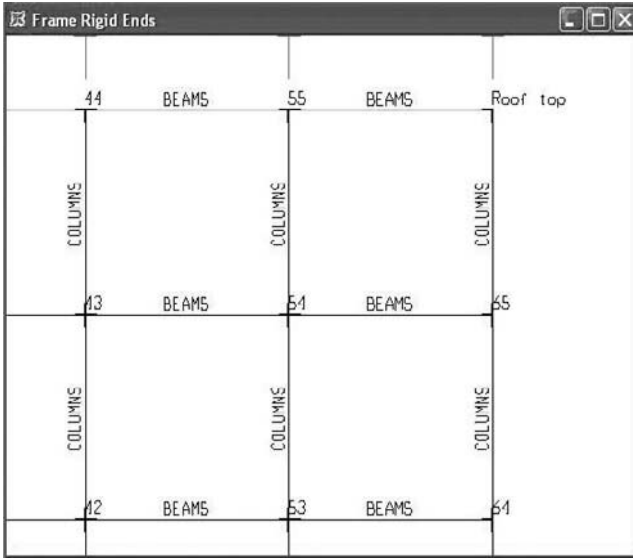 Frame Rigid Ends
44 BEAMS 55 BEAMS Roof top
COLUMNS COLUMNS COLUMNS
43 BEAMS 54 BEAMS 65
COLUMNS COLUMNS COLUMNS
42 BEAMS 53 BEAMS 64